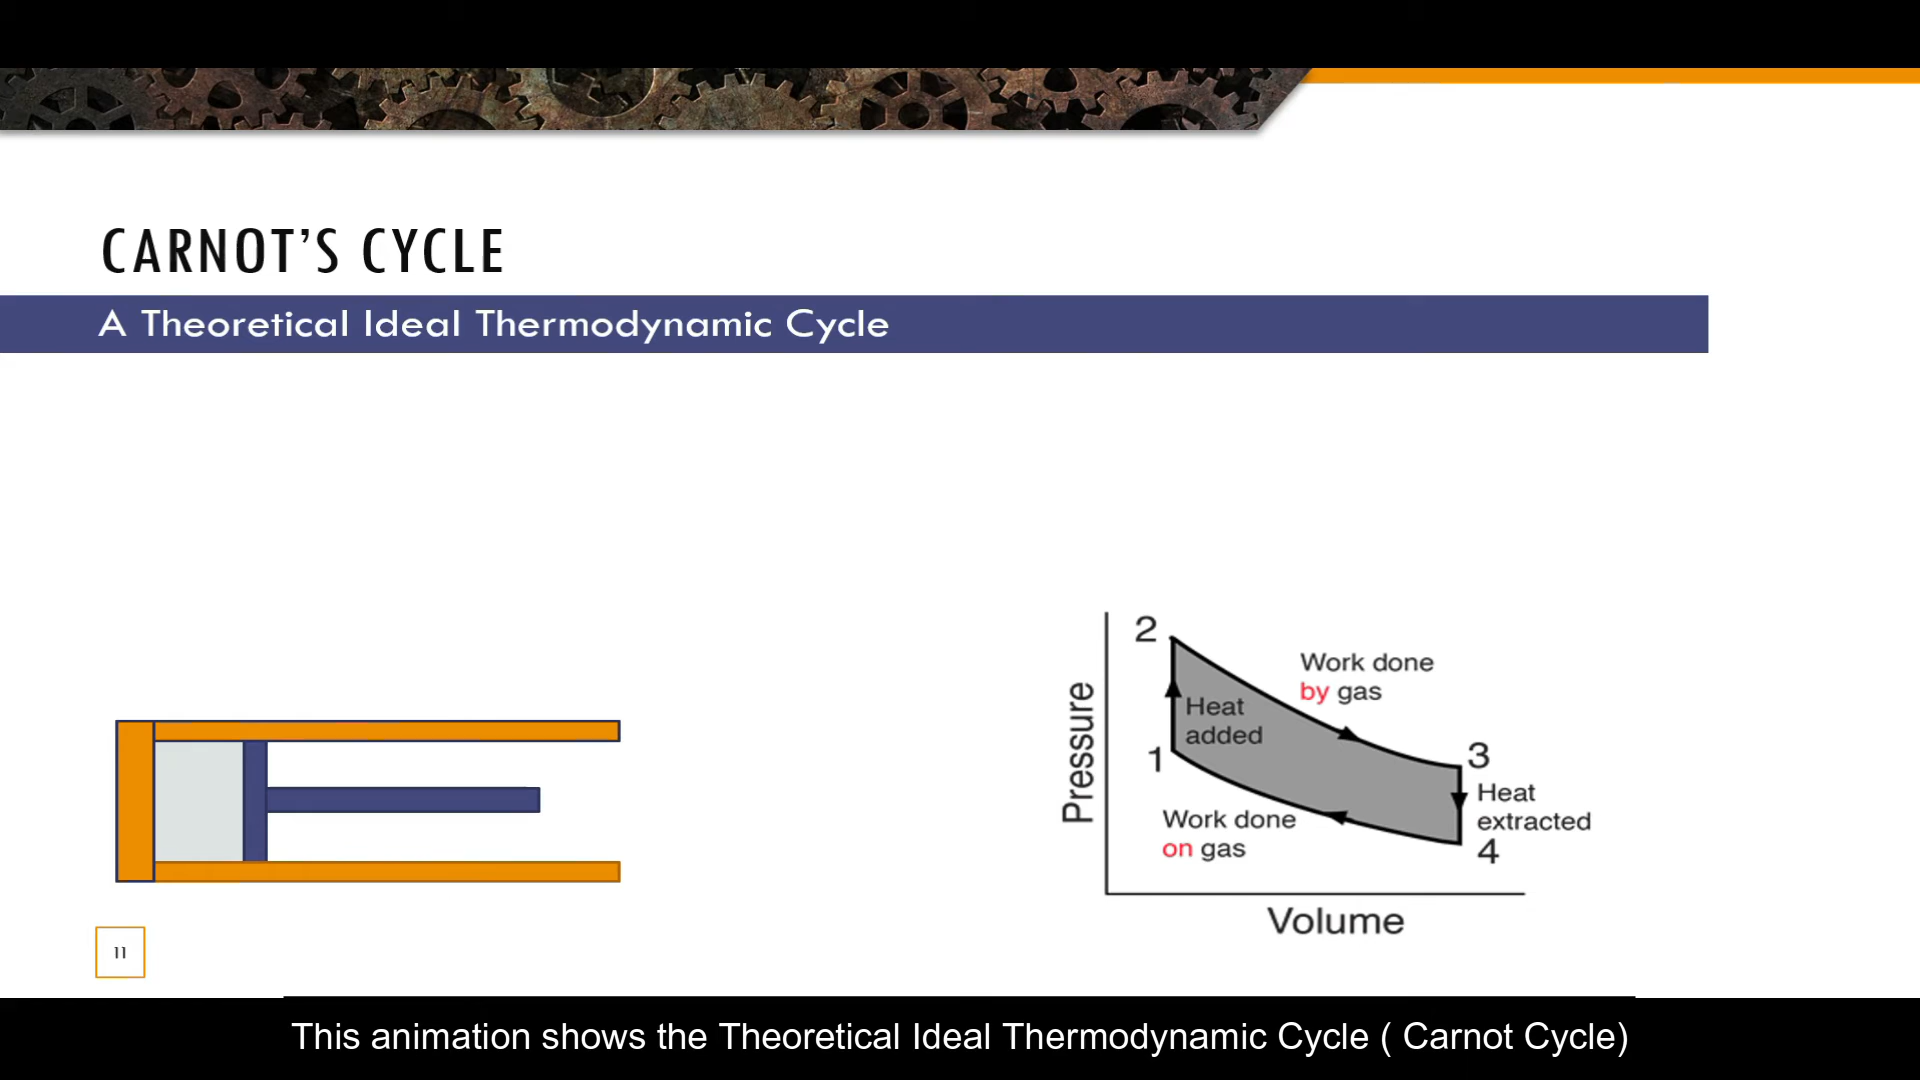 CARNOT’S CYCLE
A Theoretical Ideal Thermodynamic Cycle
2
Work done
by gas
Heat
added
1
3
Heat
extracted
4
Work done
on gas
Pressure
Volume
11
This animation shows the Theoretical Ideal Thermodynamic Cycle ( Carnot Cycle)